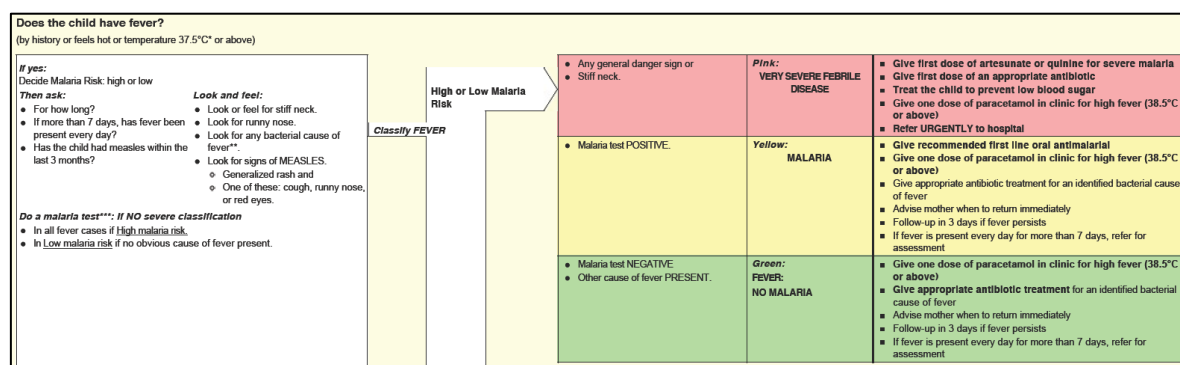 Does the child have fever?
(by history or feels hot or temperature 37.5°C* or above)
If yes:
Decide Malaria Risk: high or low
Then ask:
● For how long?
● If more than 7 days, has fever been
present every day?
● Has the child had measles within the
last 3 months?
Look and feel:
● Look or feel for stiff neck.
● Look for runny nose.
● Look for any bacterial cause of
fever**.
● Look for signs of MEASLES.
❖ Generalized rash and
❖ One of these: cough, runny nose,
or red eyes.
Do a malaria test***: If NO severe classification
● In all fever cases if High malaria risk.
● In Low malaria risk if no obvious cause of fever present.
Classify FEVER
High or Low Malaria
Risk
● Any general danger sign or
● Stiff neck.
Pink:
VERY SEVERE FEBRILE
DISEASE
■ Give first dose of artesunate or quinine for severe malaria
■ Give first dose of an appropriate antibiotic
■ Treat the child to prevent low blood sugar
■ Give one dose of paracetamol in clinic for high fever (38.5°C
or above)
■ Refer URGENTLY to hospital
● Malaria test POSITIVE.
Yellow:
MALARIA
■ Give recommended first line oral antimalarial
■ Give one dose of paracetamol in clinic for high fever (38.5°C
or above)
■ Give appropriate antibiotic treatment for an identified bacterial cause
of fever
■ Advise mother when to return immediately
■ Follow-up in 3 days if fever persists
■ If fever is present every day for more than 7 days, refer for
assessment
● Malaria test NEGATIVE
● Other cause of fever PRESENT.
Green:
FEVER:
NO MALARIA
■ Give one dose of paracetamol in clinic for high fever (38.5°C
or above)
■ Give appropriate antibiotic treatment for an identified bacterial
cause of fever
■ Advise mother when to return immediately
■ Follow-up in 3 days if fever persists
■ If fever is present every day for more than 7 days, refer for
assessment